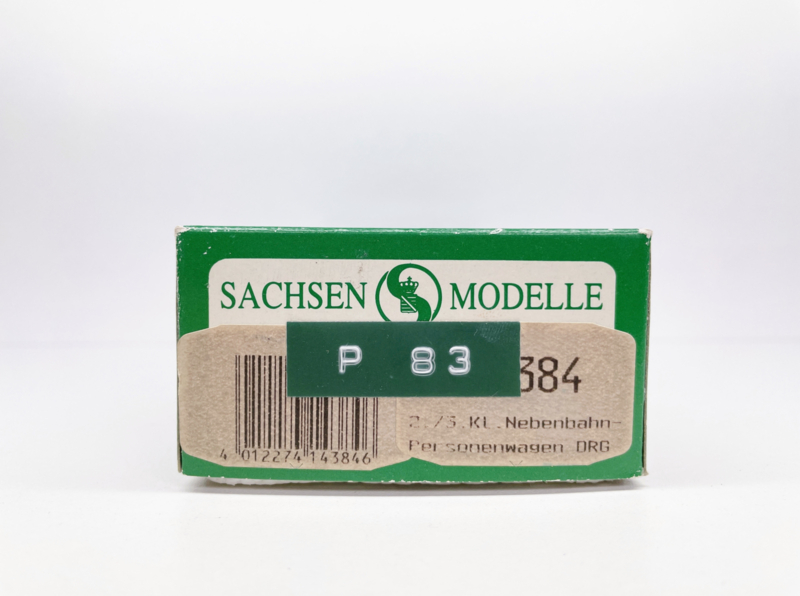 SACHSEN MODELLE
P 83
384
2./3.Kl.Nebenbahn-
Personenwagen DRG
4 012274 143846